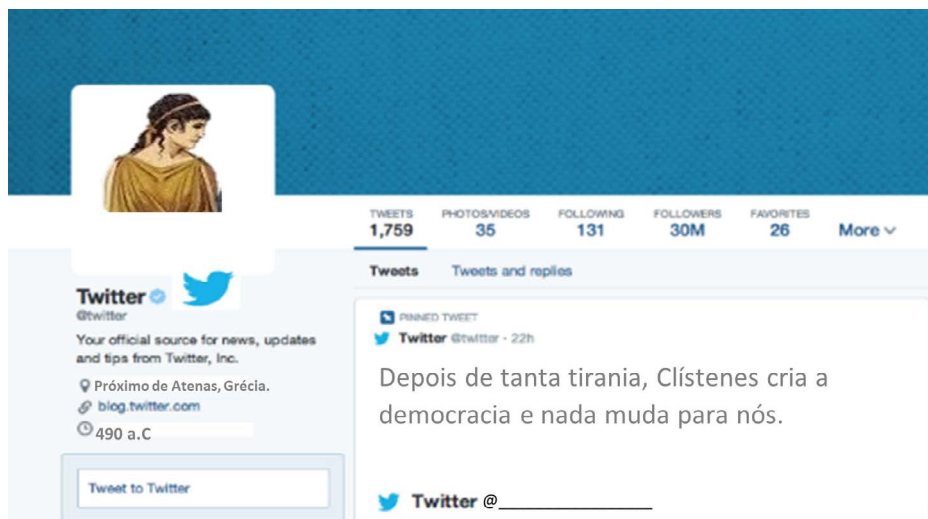 TWEETS PHOTOS/VIDEOS FOLLOWING FOLLOWERS FAVORITES
1,759 35 131 30M 26 More
Tweets Tweets and replies
Twitter
@twitter
Your official source for news, updates
and tips from Twitter, Inc.
Próximo de Atenas, Grécia.
blog.twitter.com
490 a.C
Tweet to Twitter
PINNED TWEET
Twitter @twitter · 22h
Depois de tanta tirania, Clístenes cria a
democracia e nada muda para nós.
Twitter @_______________